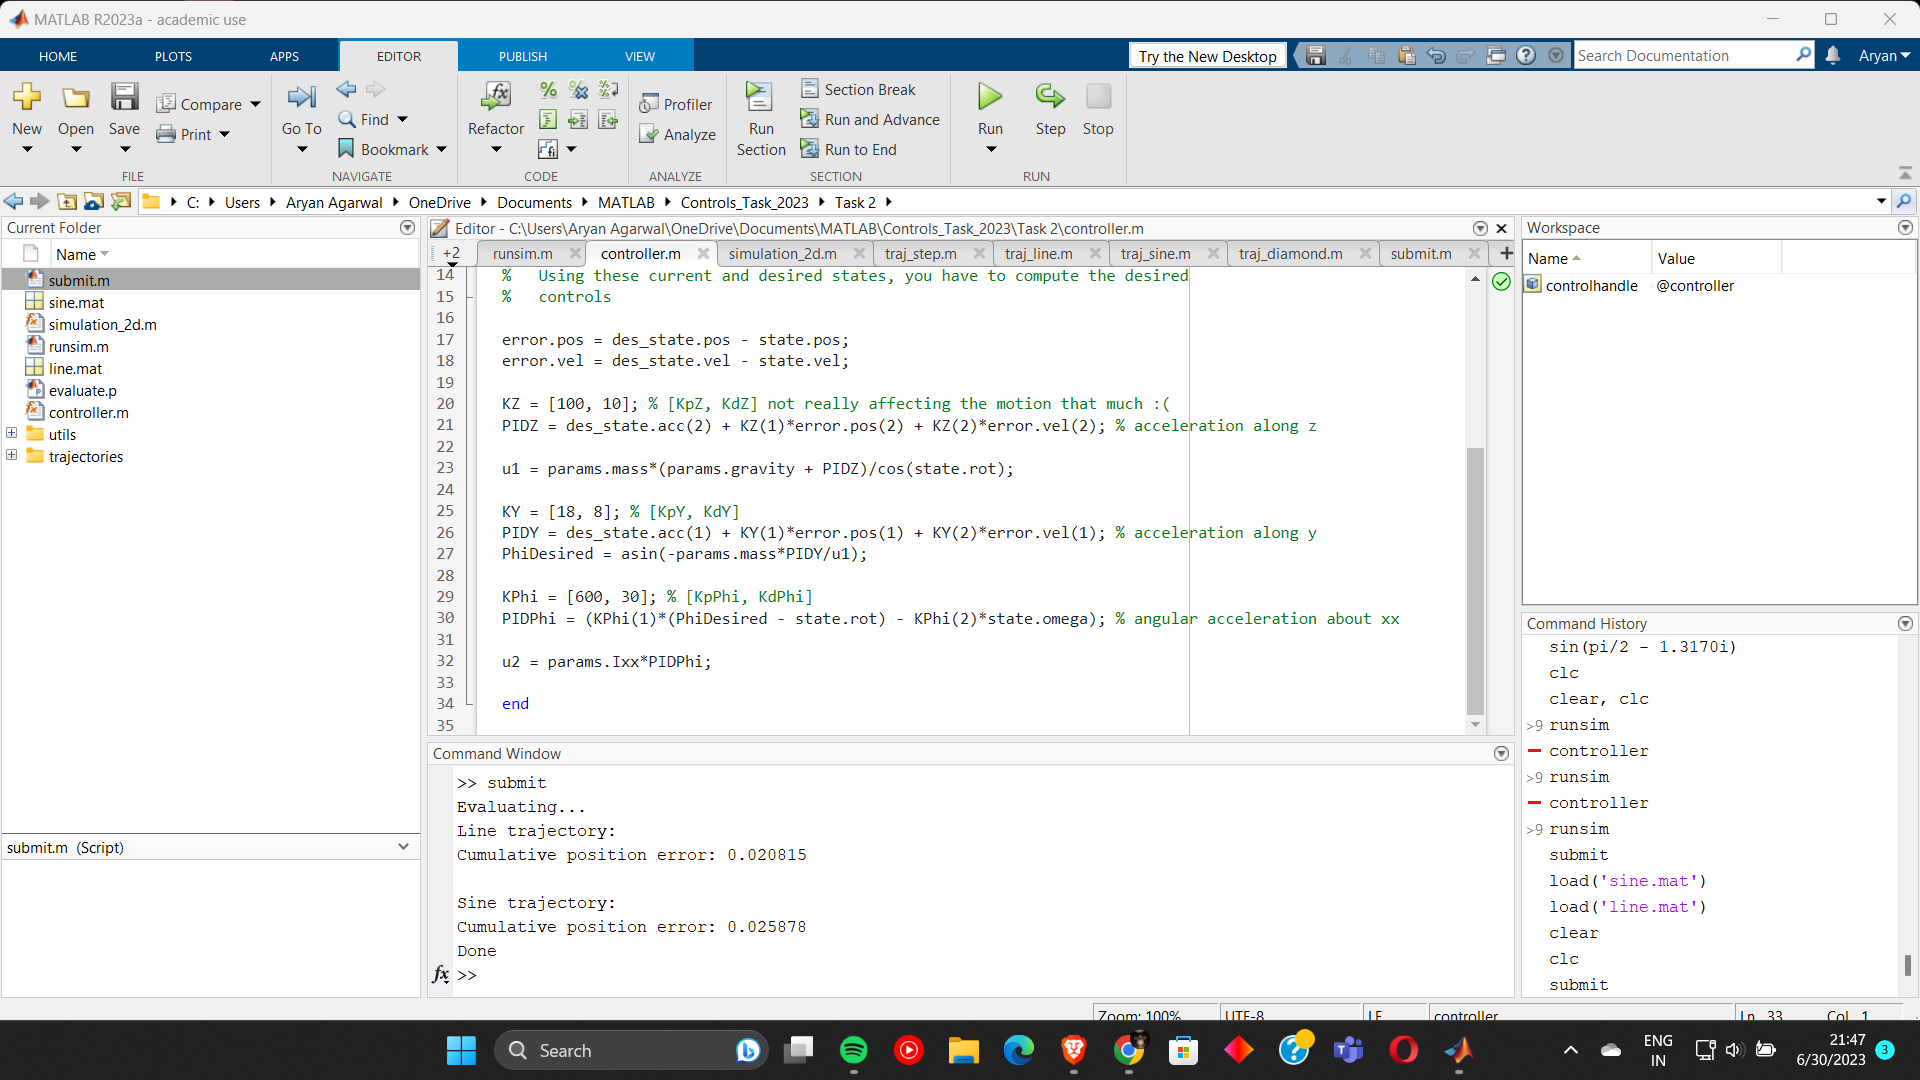 MATLAB R2023a - academic use
HOME PLOTS APPS EDITOR PUBLISH VIEW
Try the New Desktop
Search Documentation
Aryan
New Open Save Compare Print
FILE
Go To Find Bookmark
NAVIGATE
Refactor
CODE
Profiler
Analyze
ANALYZE
Run Section
Section Break
Run and Advance
Run to End
SECTION
Run Step Stop
RUN
C: Users Aryan Agarwal OneDrive Documents MATLAB Controls_Task_2023 Task 2
Current Folder
Name
submit.m
sine.mat
simulation_2d.m
runsim.m
line.mat
evaluate.p
controller.m
utils
trajectories
submit.m (Script)
Editor - C:\Users\Aryan Agarwal\OneDrive\Documents\MATLAB\Controls_Task_2023\Task 2\controller.m
+2 runsim.m controller.m simulation_2d.m traj_step.m traj_line.m traj_sine.m traj_diamond.m submit.m
14 % Using these current and desired states, you have to compute the desired
15 % controls
16
17 error.pos = des_state.pos - state.pos;
18 error.vel = des_state.vel - state.vel;
19
20 KZ = [100, 10]; % [KpZ, KdZ] not really affecting the motion that much :(
21 PIDZ = des_state.acc(2) + KZ(1)*error.pos(2) + KZ(2)*error.vel(2); % acceleration along z
22
23 u1 = params.mass*(params.gravity + PIDZ)/cos(state.rot);
24
25 KY = [18, 8]; % [KpY, KdY]
26 PIDY = des_state.acc(1) + KY(1)*error.pos(1) + KY(2)*error.vel(1); % acceleration along y
27 PhiDesired = asin(-params.mass*PIDY/u1);
28
29 KPhi = [600, 30]; % [KpPhi, KdPhi]
30 PIDPhi = (KPhi(1)*(PhiDesired - state.rot) - KPhi(2)*state.omega); % angular acceleration about xx
31
32 u2 = params.Ixx*PIDPhi;
33
34 end
35
Command Window
>> submit
Evaluating...
Line trajectory:
Cumulative position error: 0.020815
Sine trajectory:
Cumulative position error: 0.025878
Done
fx >>
Workspace
Name Value
controlhandle @controller
Command History
sin(pi/2 - 1.3170i)
clc
clear, clc
>9 runsim
controller
>9 runsim
controller
>9 runsim
submit
load('sine.mat')
load('line.mat')
clear
clc
submit
Zoom: 100% UTF-8 LF controller Ln 33 Col 1
Search
ENG
IN
21:47
6/30/2023
3